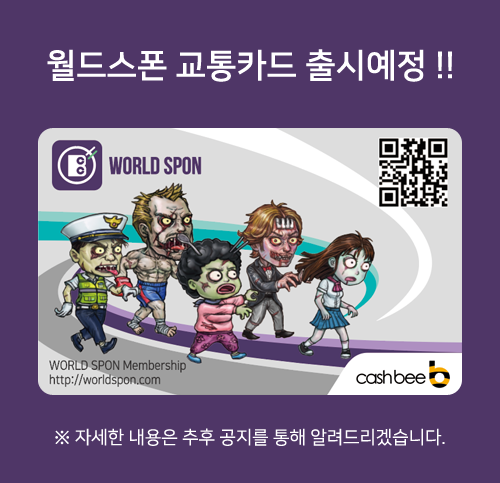 월드스폰 교통카드 출시예정 !!
WORLD SPON
WORLD SPON Membership
http://worldspon.com
cashbee
※ 자세한 내용은 추후 공지를 통해 알려드리겠습니다.